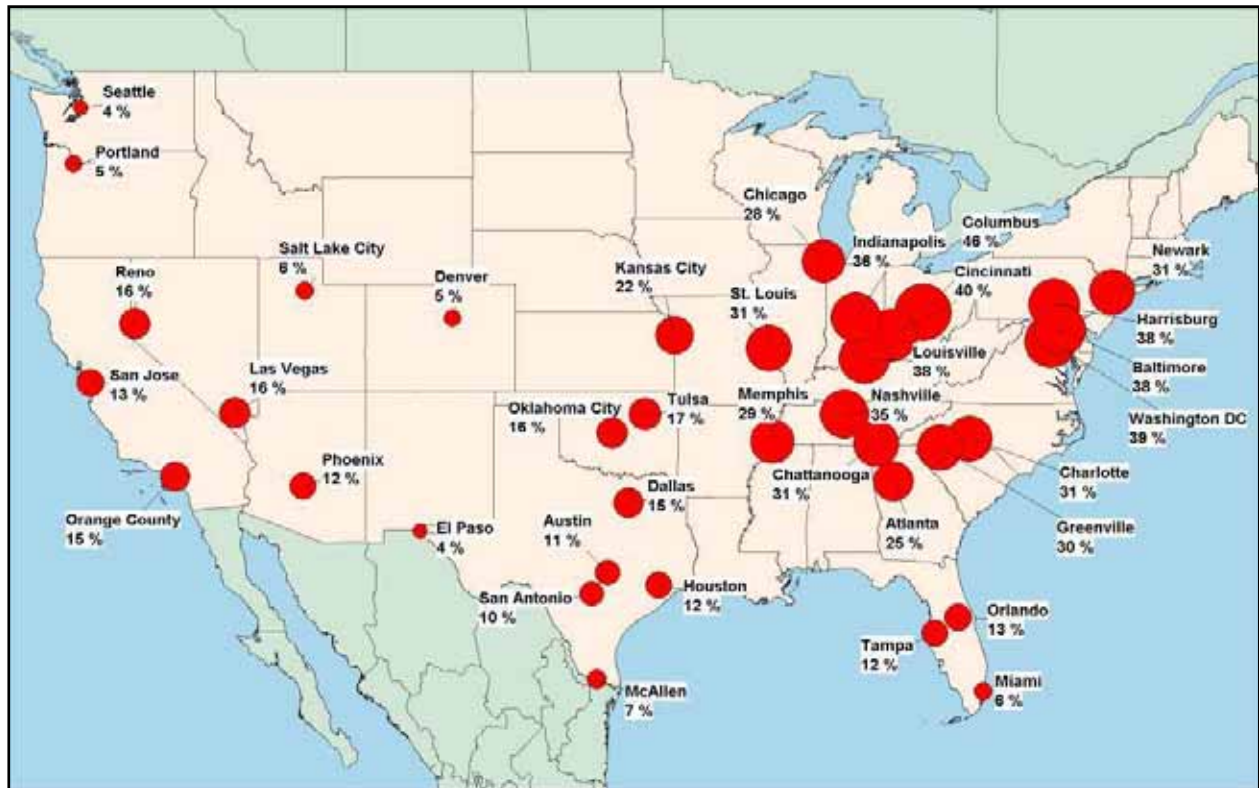 Seattle
4 %
Portland
5 %
Salt Lake City
6 %
Reno
16 %
Denver
5 %
San Jose
13 %
Las Vegas
16 %
Phoenix
12 %
Orange County
15 %
El Paso
4 %
Kansas City
22 %
St. Louis
31 %
Chicago
28 %
Indianapolis
36 %
Columbus
46 %
Cincinnati
40 %
Newark
31 %
Harrisburg
38 %
Baltimore
38 %
Washington DC
39 %
Louisville
38 %
Memphis
29 %
Nashville
35 %
Oklahoma City
16 %
Tulsa
17 %
Dallas
15 %
Chattanooga
31 %
Atlanta
25 %
Charlotte
31 %
Greenville
30 %
Austin
11 %
San Antonio
10 %
Houston
12 %
McAllen
7 %
Orlando
13 %
Tampa
12 %
Miami
6 %